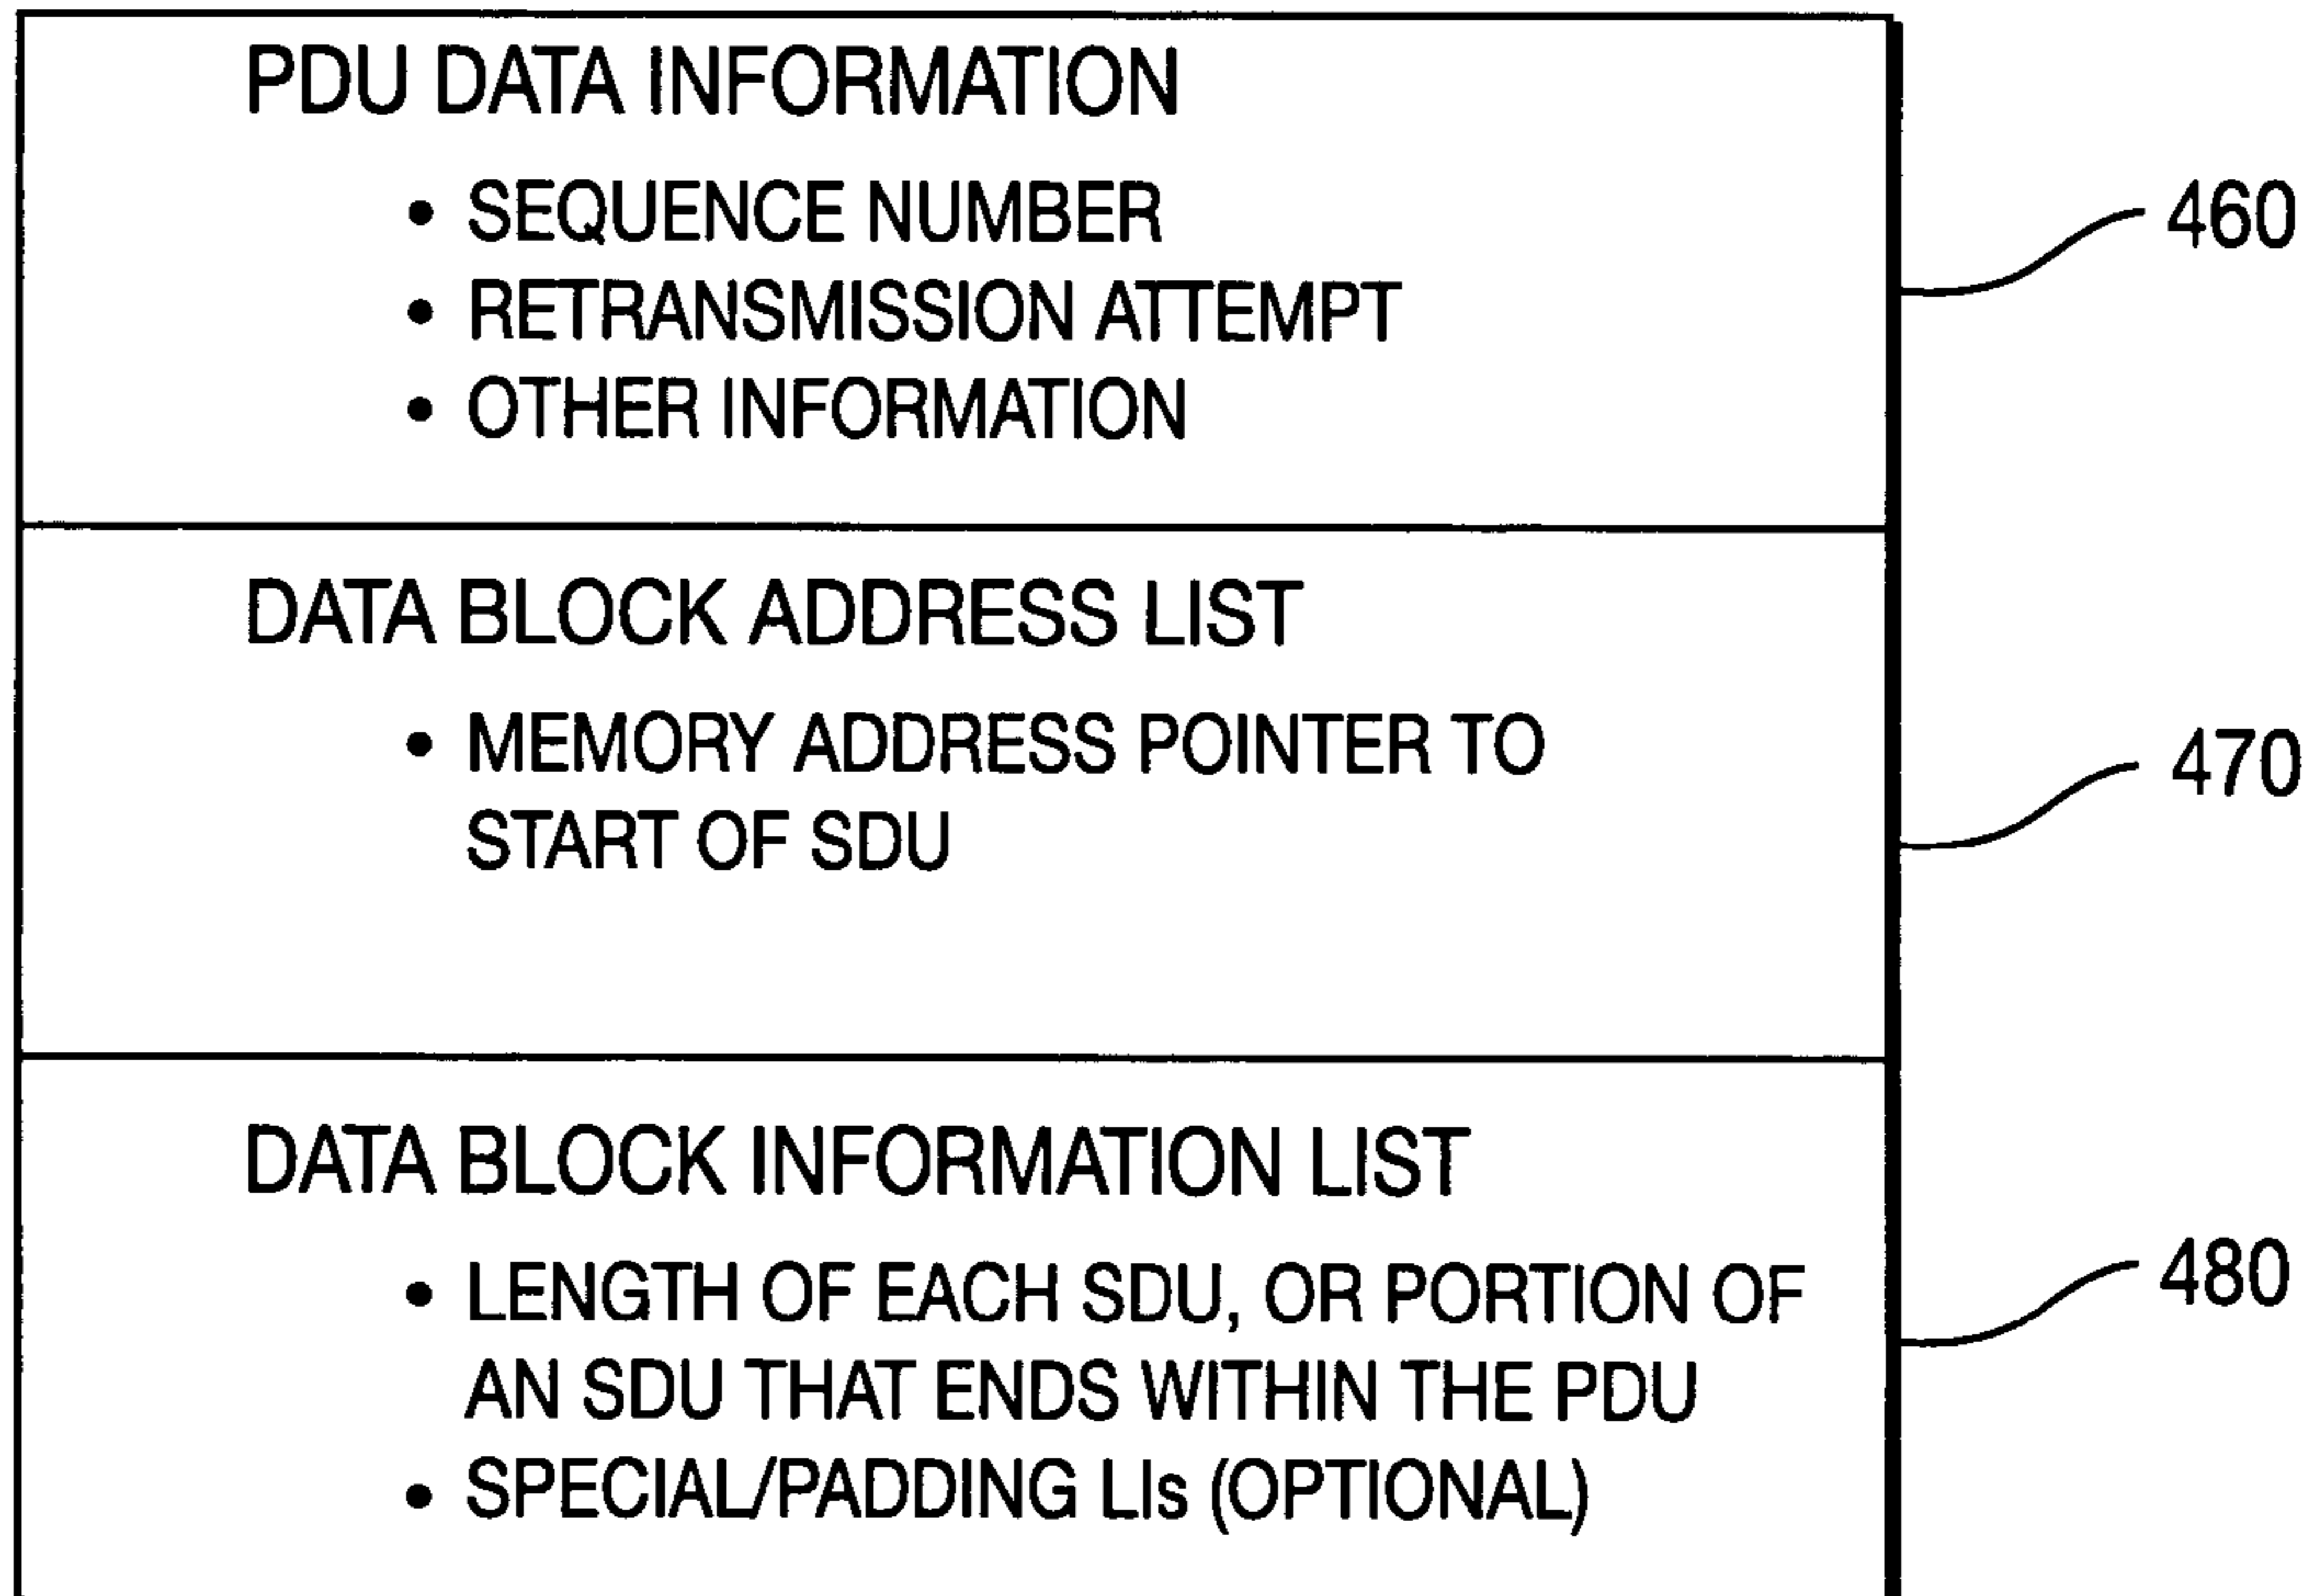 PDU DATA INFORMATION
• SEQUENCE NUMBER
460
• RETRANSMISSION ATTEMPT
• OTHER INFORMATION
DATA BLOCK ADDRESS LIST
• MEMORY ADDRESS POINTER TO
470
START OF SDU
DATA BLOCK INFORMATION LIST
• LENGTH OF EACH SDU, OR PORTION OF
480
AN SDU THAT ENDS WITHIN THE PDU
• SPECIAL/PADDING LIs (OPTIONAL)